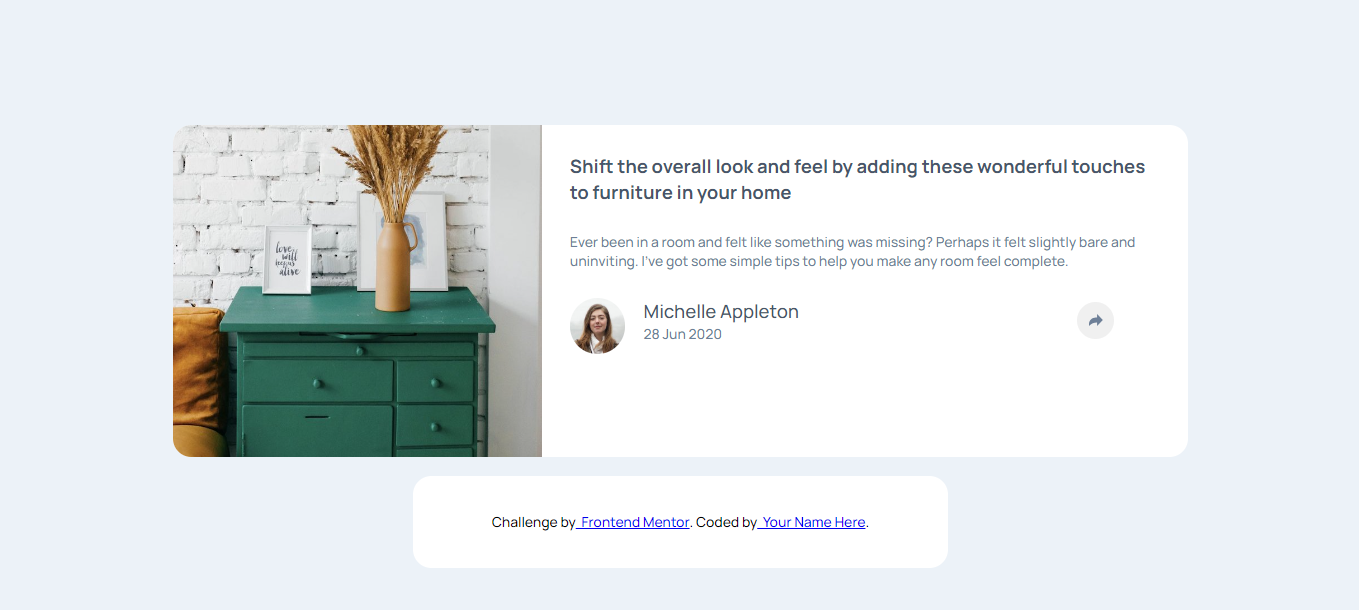 Shift the overall look and feel by adding these wonderful touches
to furniture in your home
Ever been in a room and felt like something was missing? Perhaps it felt slightly bare and
uninviting. I've got some simple tips to help you make any room feel complete.
love
will
keep us
alive
Michelle Appleton
28 Jun 2020
Challenge by Frontend Mentor. Coded by Your Name Here.